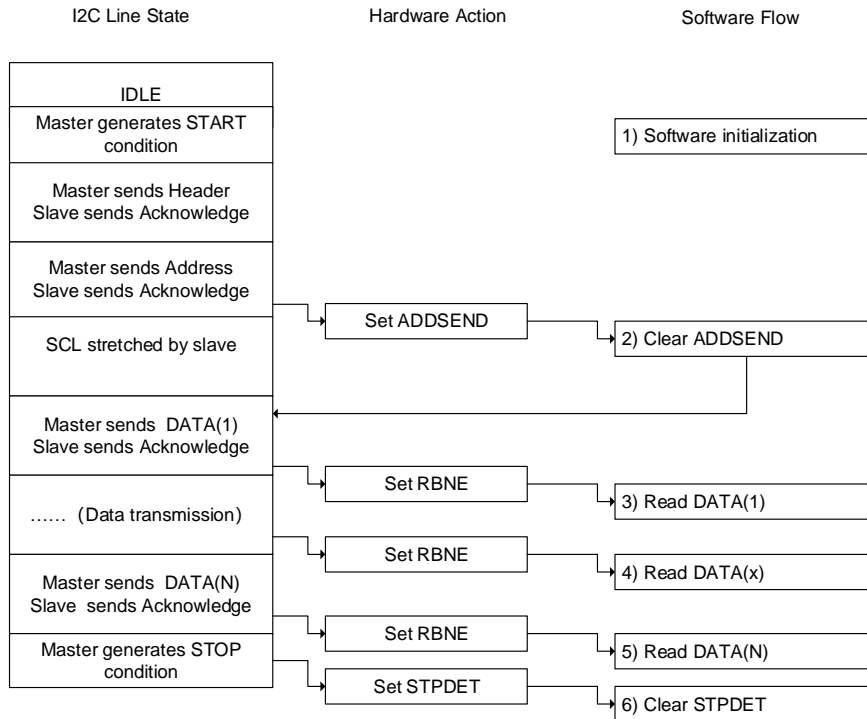 I2C Line State
Hardware Action
Software Flow
IDLE
Master generates START
condition
1) Software initialization
Master sends Header
Slave sends Acknowledge
Master sends Address
Slave sends Acknowledge
Set ADDSEND
2) Clear ADDSEND
SCL stretched by slave
Master sends DATA(1)
Slave sends Acknowledge
Set RBNE
3) Read DATA(1)
…… (Data transmission)
Set RBNE
4) Read DATA(x)
Master sends DATA(N)
Slave sends Acknowledge
Set RBNE
5) Read DATA(N)
Master generates STOP
condition
Set STPDET
6) Clear STPDET